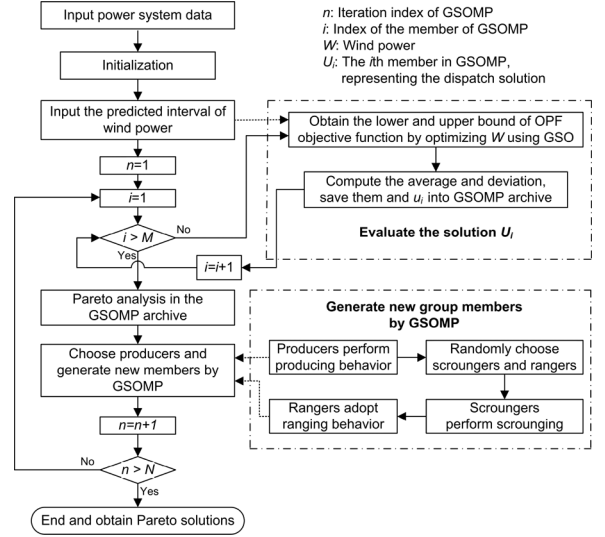 Input power system data
n: Iteration index of GSOMP
i: Index of the member of GSOMP
W: Wind power
Ui: The ith member in GSOMP,
representing the dispatch solution
Initialization
Input the predicted interval of
wind power
Obtain the lower and upper bound of OPF
objective function by optimizing W using GSO
n=1
i=1
Compute the average and deviation,
save them and ui into GSOMP archive
i > M
No
Yes
Evaluate the solution Ui
i=i+1
Pareto analysis in the
GSOMP archive
Generate new group members
by GSOMP
Choose producers and
generate new members by
GSOMP
Producers perform
producing behavior
Randomly choose
scroungers and rangers
Rangers adopt
ranging behavior
Scroungers
perform scrounging
n=n+1
No
n > N
Yes
End and obtain Pareto solutions